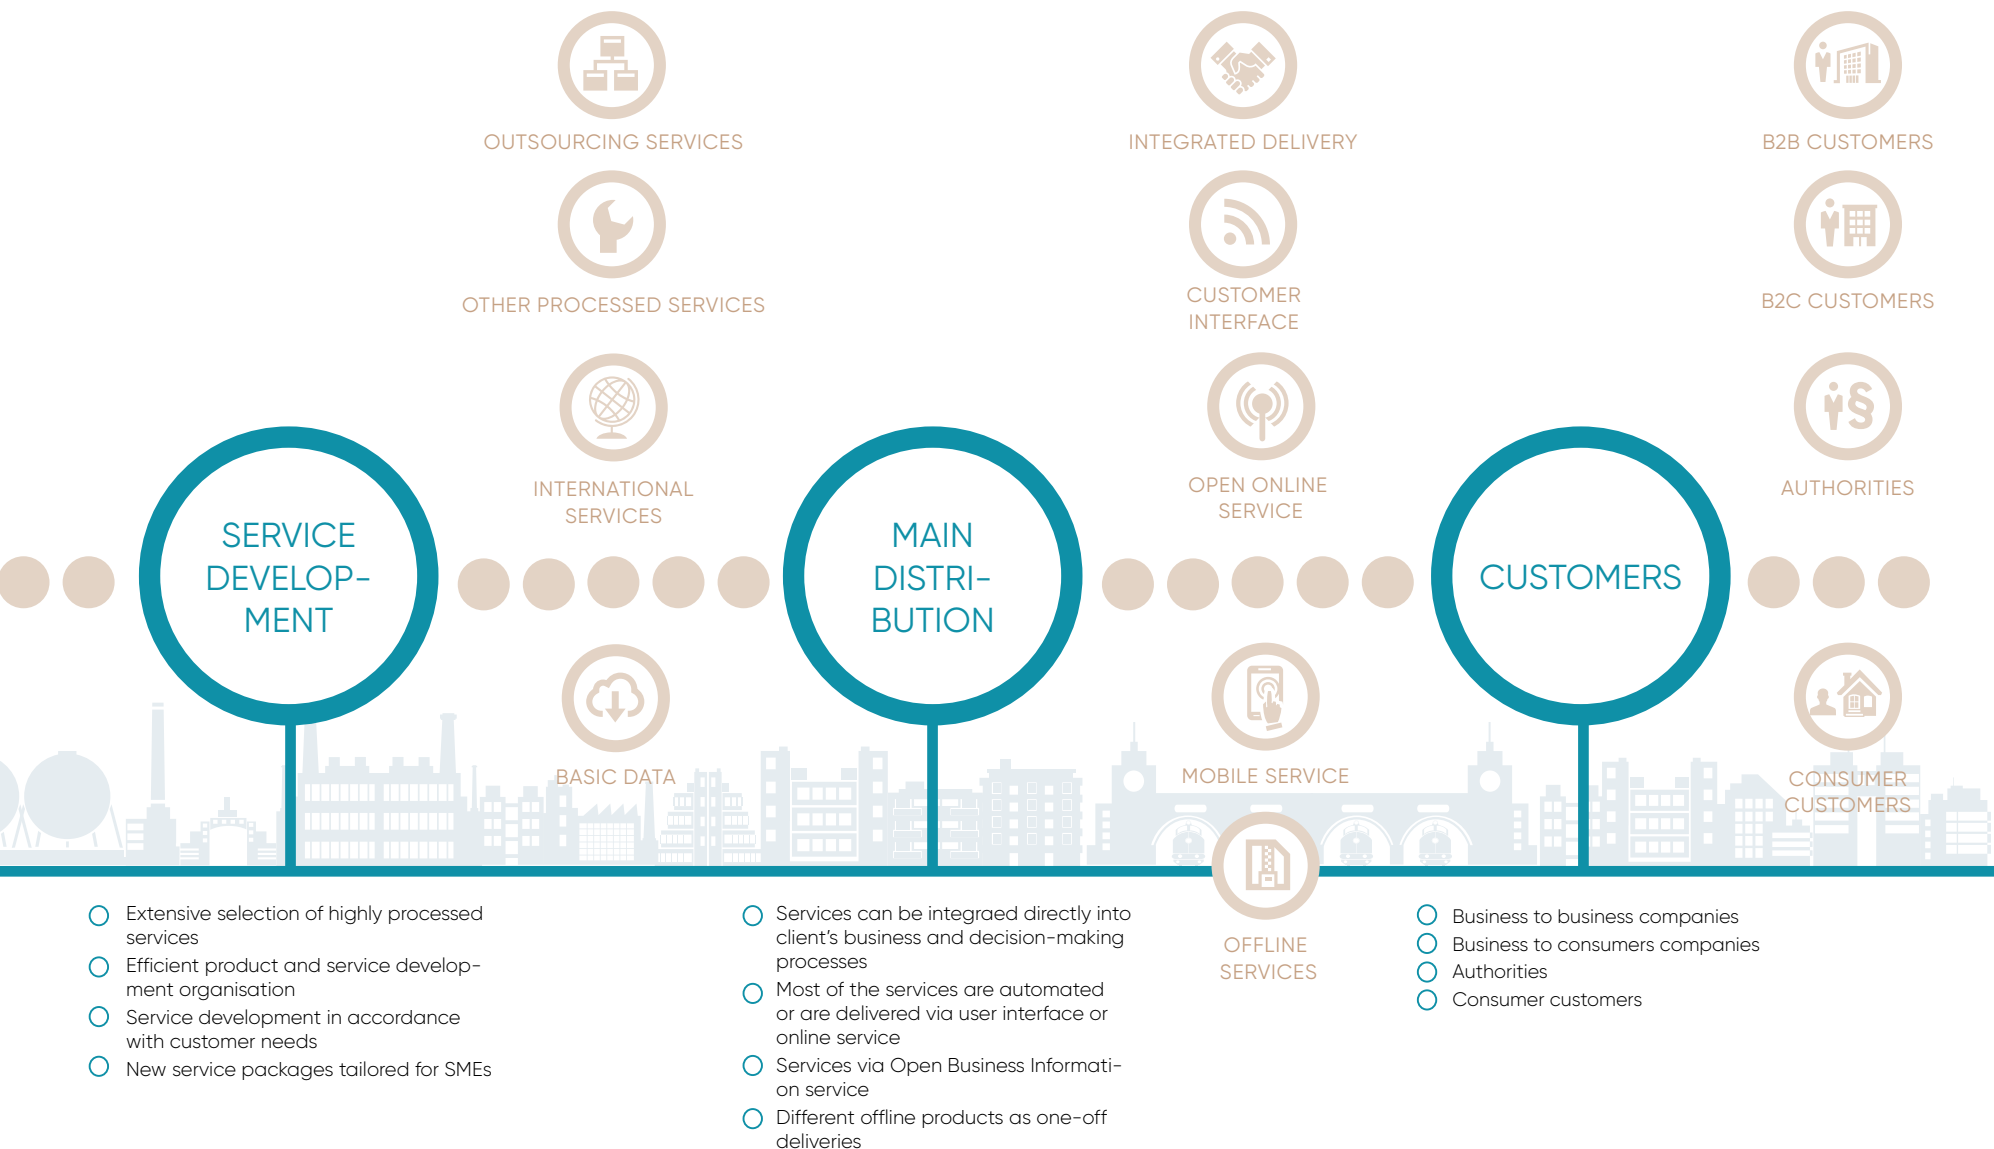 OUTSOURCING SERVICES
OTHER PROCESSED SERVICES
INTERNATIONAL
SERVICES
BASIC DATA
INTEGRATED DELIVERY
CUSTOMER
INTERFACE
OPEN ONLINE
SERVICE
MOBILE SERVICE
OFFLINE
SERVICES
B2B CUSTOMERS
B2C CUSTOMERS
AUTHORITIES
CONSUMER
CUSTOMERS
SERVICE
DEVELOP-
MENT
MAIN
DISTRI-
BUTION
CUSTOMERS
Extensive selection of highly processed
services
Efficient product and service develop-
ment organisation
Service development in accordance
with customer needs
New service packages tailored for SMEs
Services can be integraed directly into
client's business and decision-making
processes
Most of the services are automated
or are delivered via user interface or
online service
Services via Open Business Informati-
on service
Different offline products as one-off
deliveries
Business to business companies
Business to consumers companies
Authorities
Consumer customers